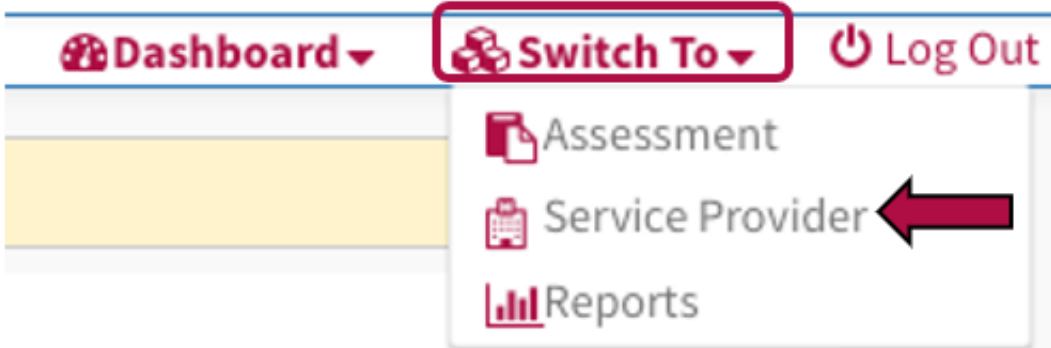 Dashboard Switch To Log Out
Assessment
Service Provider
Reports